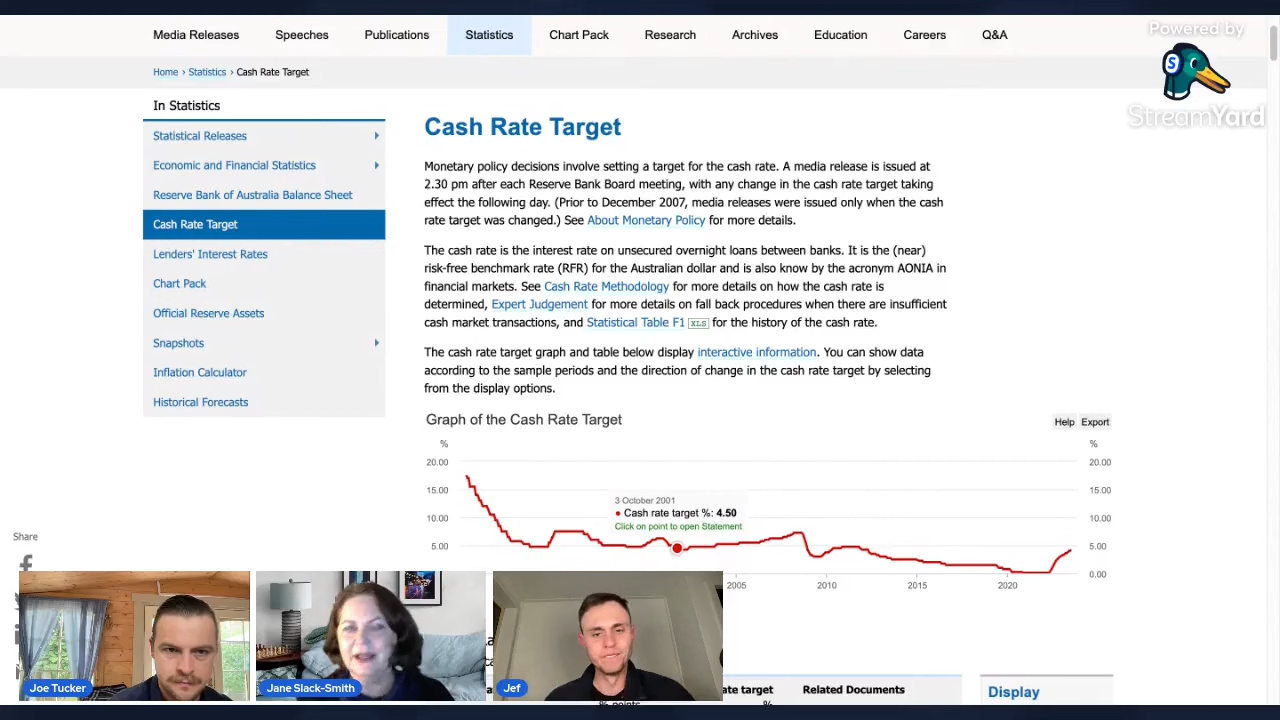 Media Releases Speeches Publications Statistics Chart Pack Research Archives Education Careers Q&A
Powered by
S
StreamYard
Home › Statistics › Cash Rate Target
In Statistics
Statistical Releases
Economic and Financial Statistics
Reserve Bank of Australia Balance Sheet
Cash Rate Target
Lenders' Interest Rates
Chart Pack
Official Reserve Assets
Snapshots
Inflation Calculator
Historical Forecasts
Cash Rate Target
Monetary policy decisions involve setting a target for the cash rate. A media release is issued at
2.30 pm after each Reserve Bank Board meeting, with any change in the cash rate target taking
effect the following day. (Prior to December 2007, media releases were issued only when the cash
rate target was changed.) See About Monetary Policy for more details.
The cash rate is the interest rate on unsecured overnight loans between banks. It is the (near)
risk-free benchmark rate (RFR) for the Australian dollar and is also know by the acronym AONIA in
financial markets. See Cash Rate Methodology for more details on how the cash rate is
determined, Expert Judgement for more details on fall back procedures when there are insufficient
cash market transactions, and Statistical Table F1 XLS for the history of the cash rate.
The cash rate target graph and table below display interactive information. You can show data
according to the sample periods and the direction of change in the cash rate target by selecting
from the display options.
Graph of the Cash Rate Target
Help Export
% %
20.00 20.00
15.00 15.00
3 October 2001
Cash rate target %: 4.50
Click on point to open Statement
10.00 10.00
5.00 5.00
0.00
2005 2010 2015 2020
Share
Joe Tucker
Jane Slack-Smith
Jef
target
Related Documents
Display
% points
%